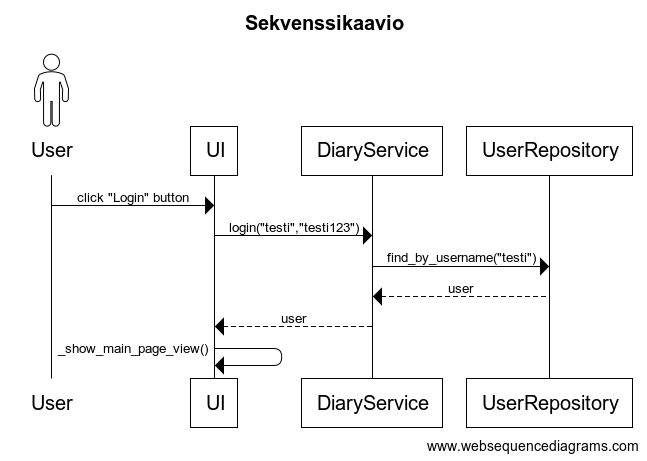 Sekvenssikaavio
User
UI
DiaryService
UserRepository
click "Login" button
login("testi","testi123")
find_by_username("testi")
user
user
_show_main_page_view()
User
UI
DiaryService
UserRepository
www.websequencediagrams.com